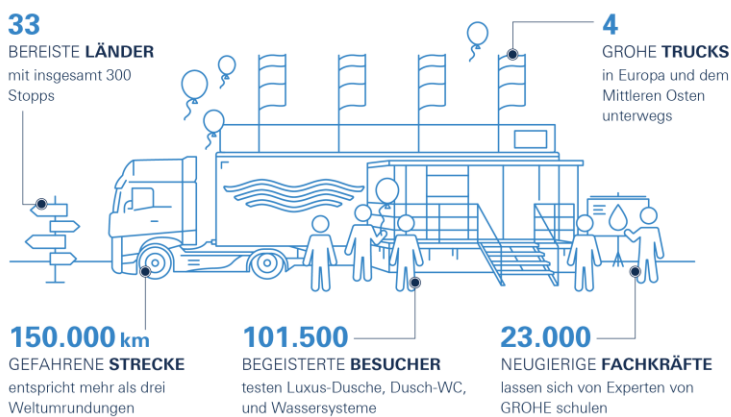 33
BEREISTE LÄNDER
mit insgesamt 300
Stopps
4
GROHE TRUCKS
in Europa und dem
Mittleren Osten
unterwegs
150.000 km
GEFAHRENE STRECKE
entspricht mehr als drei
Weltumrundungen
101.500
BEGEISTERTE BESUCHER
testen Luxus-Dusche, Dusch-WC,
und Wassersysteme
23.000
NEUGIERIGE FACHKRÄFTE
lassen sich von Experten von
GROHE schulen